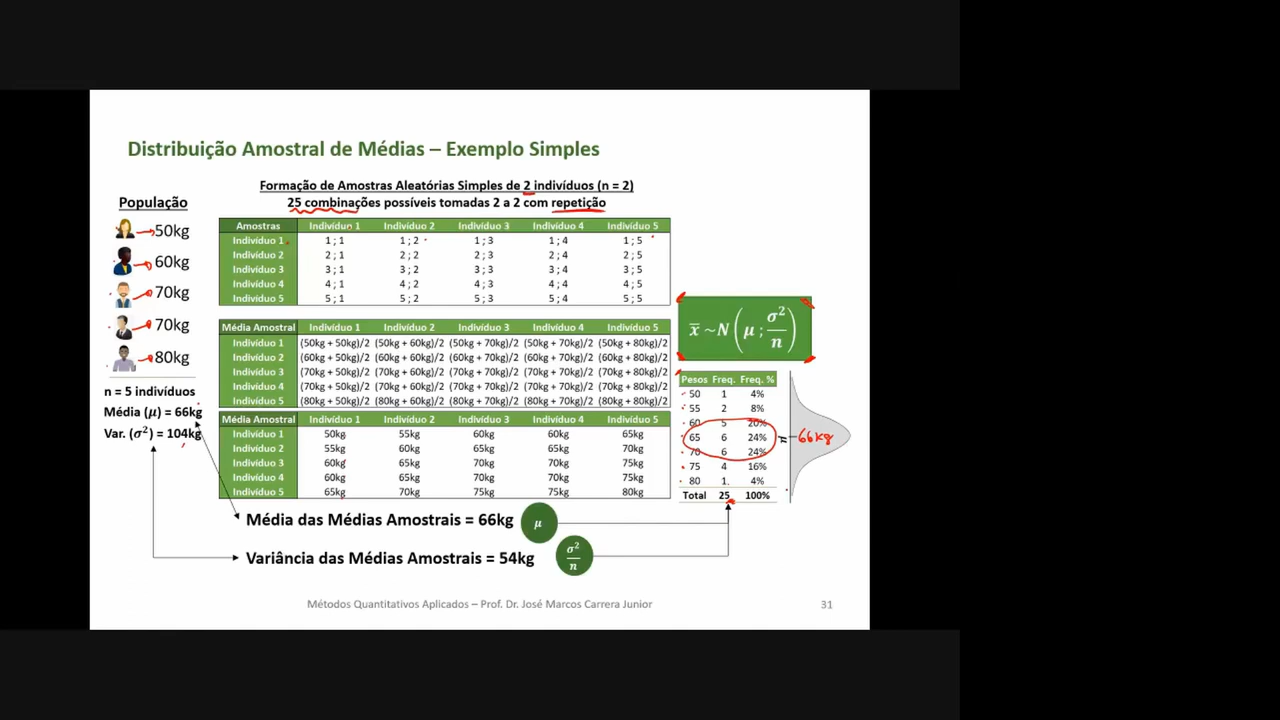 Distribuição Amostral de Médias – Exemplo Simples
Formação de Amostras Aleatórias Simples de 2 indivíduos (n = 2)
25 combinações possíveis tomadas 2 a 2 com repetição
População
50kg
60kg
70kg
70kg
80kg
n = 5 indivíduos
Média (μ) = 66kg
Var. (σ²) = 104kg
Amostras Indivíduo 1 Indivíduo 2 Indivíduo 3 Indivíduo 4 Indivíduo 5
Indivíduo 1 1 ; 1 1 ; 2 1 ; 3 1 ; 4 1 ; 5
Indivíduo 2 2 ; 1 2 ; 2 2 ; 3 2 ; 4 2 ; 5
Indivíduo 3 3 ; 1 3 ; 2 3 ; 3 3 ; 4 3 ; 5
Indivíduo 4 4 ; 1 4 ; 2 4 ; 3 4 ; 4 4 ; 5
Indivíduo 5 5 ; 1 5 ; 2 5 ; 3 5 ; 4 5 ; 5
Média Amostral Indivíduo 1 Indivíduo 2 Indivíduo 3 Indivíduo 4 Indivíduo 5
Indivíduo 1 (50kg + 50kg)/2 (50kg + 60kg)/2 (50kg + 70kg)/2 (50kg + 70kg)/2 (50kg + 80kg)/2
Indivíduo 2 (60kg + 50kg)/2 (60kg + 60kg)/2 (60kg + 70kg)/2 (60kg + 70kg)/2 (60kg + 80kg)/2
Indivíduo 3 (70kg + 50kg)/2 (70kg + 60kg)/2 (70kg + 70kg)/2 (70kg + 70kg)/2 (70kg + 80kg)/2
Indivíduo 4 (70kg + 50kg)/2 (70kg + 60kg)/2 (70kg + 70kg)/2 (70kg + 70kg)/2 (70kg + 80kg)/2
Indivíduo 5 (80kg + 50kg)/2 (80kg + 60kg)/2 (80kg + 70kg)/2 (80kg + 70kg)/2 (80kg + 80kg)/2
Média Amostral Indivíduo 1 Indivíduo 2 Indivíduo 3 Indivíduo 4 Indivíduo 5
Indivíduo 1 50kg 55kg 60kg 60kg 65kg
Indivíduo 2 55kg 60kg 65kg 65kg 70kg
Indivíduo 3 60kg 65kg 70kg 70kg 75kg
Indivíduo 4 60kg 65kg 70kg 70kg 75kg
Indivíduo 5 65kg 70kg 75kg 75kg 80kg
x̄ ~N(μ ; σ²/n)
Pesos Freq. Freq. %
50 1 4%
55 2 8%
60 5 20%
65 6 24%
70 6 24%
75 4 16%
80 1 4%
Total 25 100%
μ 66kg
Média das Médias Amostrais = 66kg μ
Variância das Médias Amostrais = 54kg σ²/n
Métodos Quantitativos Aplicados – Prof. Dr. José Marcos Carrera Junior 31